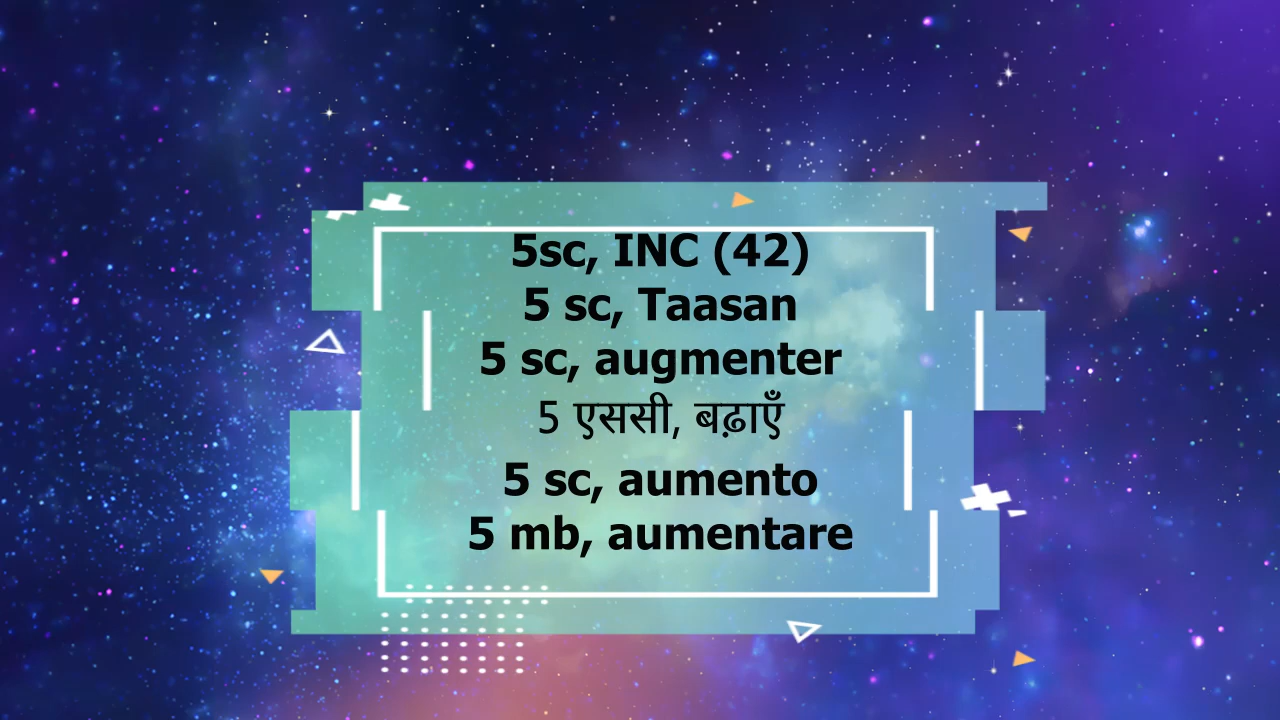 5sc, INC (42)
5 sc, Taasan
5 sc, augmenter
5 एससी, बढ़ाएँ
5 sc, aumento
5 mb, aumentare